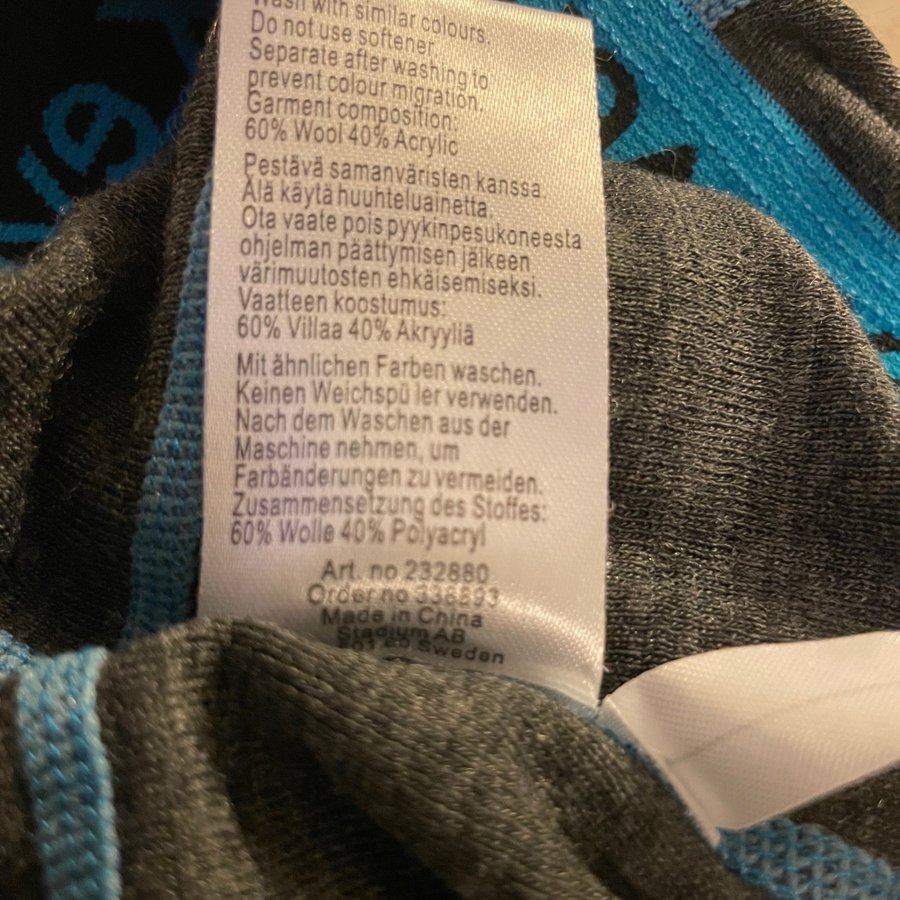 Wash with similar colours.
Do not use softener.
Separate after washing to
prevent colour migration.
Garment composition:
60% Wool 40% Acrylic
Pestävä samanväristen kanssa.
Älä käytä huuhteluainetta.
Ota vaate pois pyykinpesukoneesta
ohjelman päättymisen jälkeen
värimuutosten ehkäisemiseksi.
Vaatteen koostumus:
60% Villaa 40% Akryyliä
Mit ähnlichen Farben waschen.
Keinen Weichspü ler verwenden.
Nach dem Waschen aus der
Maschine nehmen, um
Farbänderungen zu vermeiden.
Zusammensetzung des Stoffes:
60% Wolle 40% Polyacryl
Art. no 232880
Order no 338893
Made in China
Stadium AB
Sweden